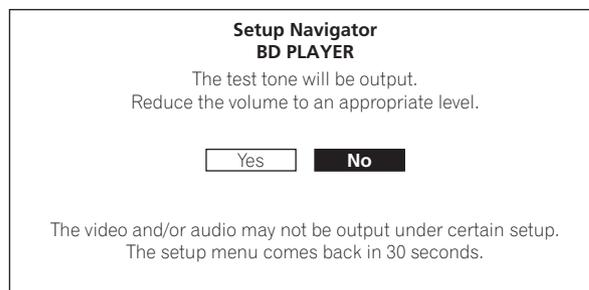 Setup Navigator
BD PLAYER
The test tone will be output.
Reduce the volume to an appropriate level.
Yes No
The video and/or audio may not be output under certain setup.
The setup menu comes back in 30 seconds.